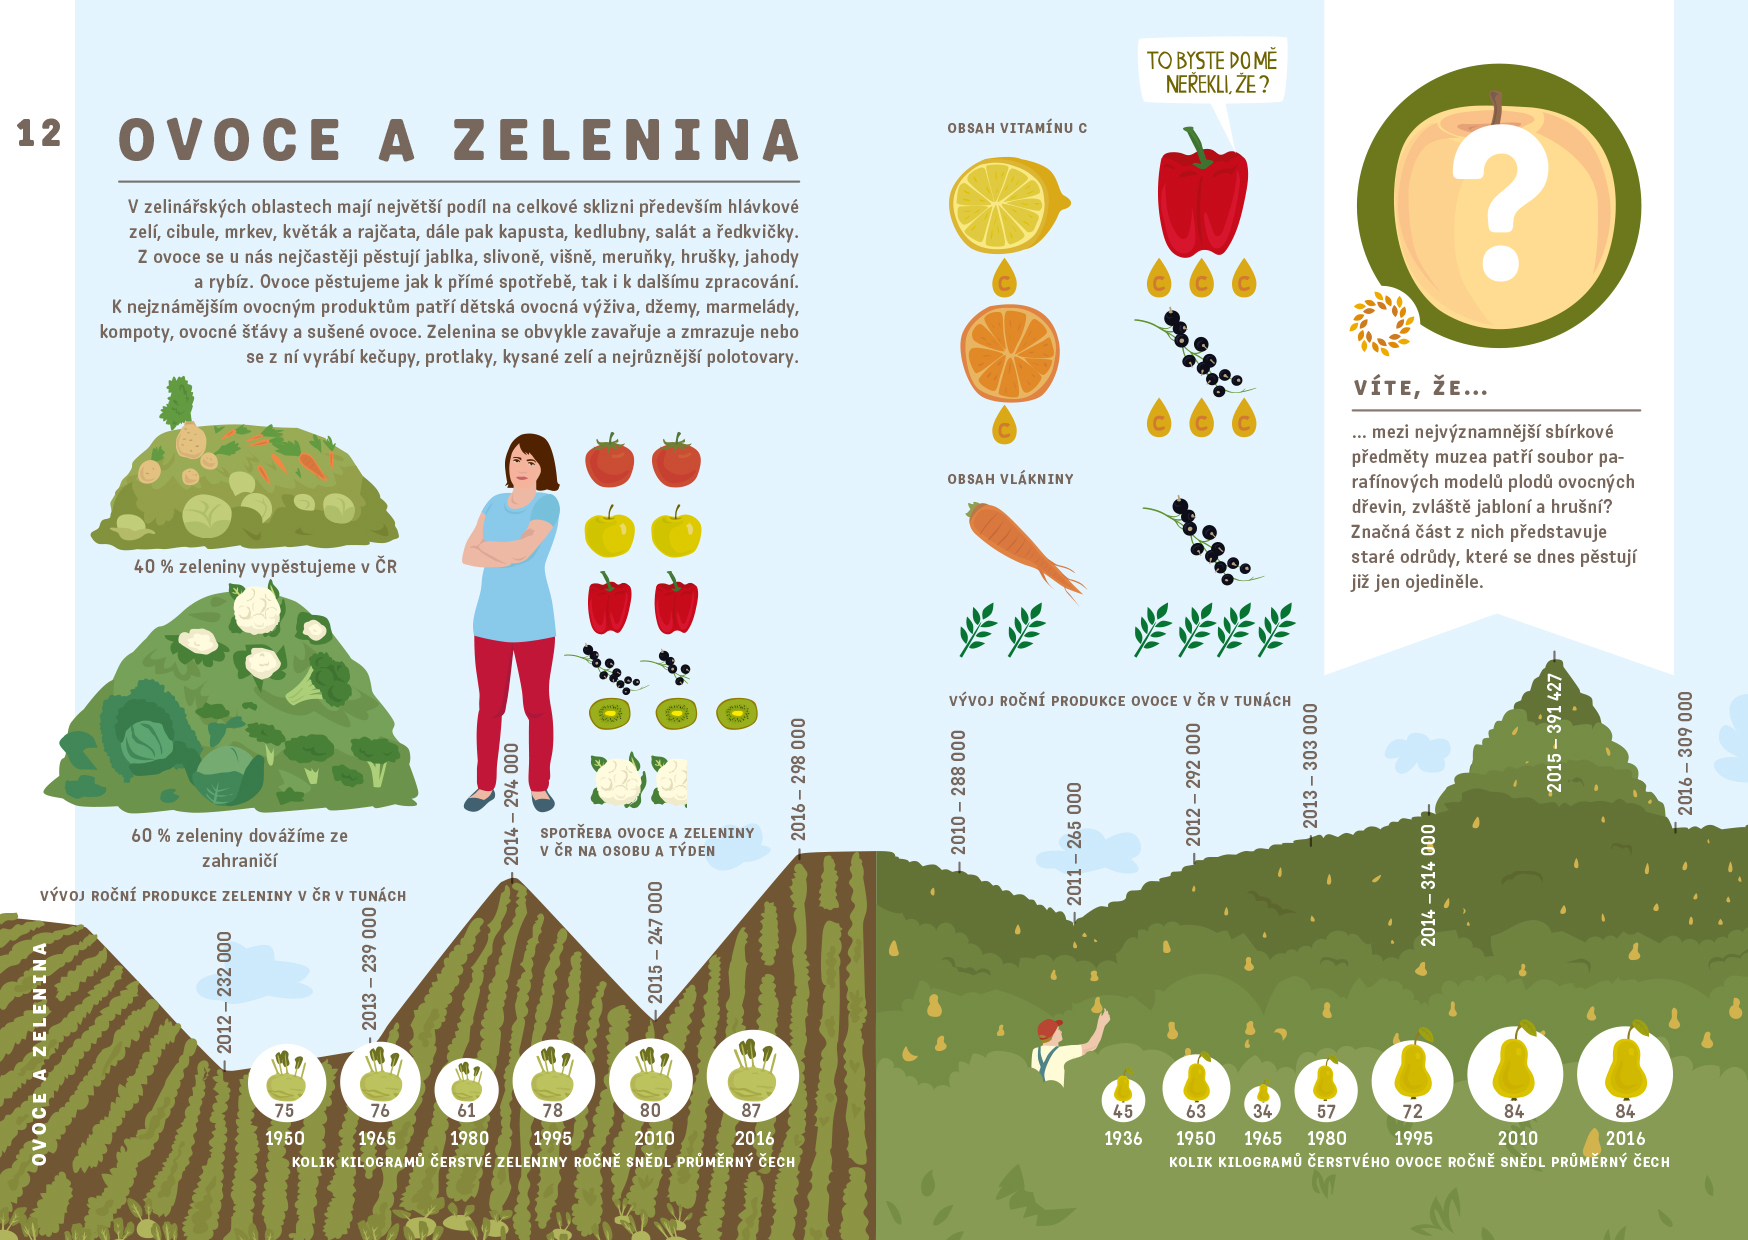 12
OVOCE A ZELENINA
V zelinářských oblastech mají největší podíl na celkové sklizni především hlávkové
zelí, cibule, mrkev, květák a rajčata, dále pak kapusta, kedlubny, salát a ředkvičky.
Z ovoce se u nás nejčastěji pěstují jablka, slivoně, višně, meruňky, hrušky, jahody
a rybíz. Ovoce pěstujeme jak k přímé spotřebě, tak i k dalšímu zpracování.
K nejznámějším ovocným produktům patří dětská ovocná výživa, džemy, marmelády,
kompoty, ovocné šťávy a sušené ovoce. Zelenina se obvykle zavařuje a zmrazuje nebo
se z ní vyrábí kečupy, protlaky, kysané zelí a nejrůznější polotovary.
40 % zeleniny vypěstujeme v ČR
60 % zeleniny dovážíme ze
zahraničí
SPOTŘEBA OVOCE A ZELENINY
V ČR NA OSOBU A TÝDEN
VÝVOJ ROČNÍ PRODUKCE ZELENINY V ČR V TUNÁCH
2012 – 232 000
2013 – 239 000
2014 – 294 000
2015 – 247 000
2016 – 298 000
OVOCE A ZELENINA
75
76
61
78
80
87
1950
1965
1980
1995
2010
2016
KOLIK KILOGRAMŮ ČERSTVÉ ZELENINY ROČNĚ SNĚDL PRŮMĚRNÝ ČECH
TO BYSTE DO MĚ
NEŘEKLI, ŽE?
OBSAH VITAMÍNU C
C
C
C
C
C
C
C
C
OBSAH VLÁKNINY
VÝVOJ ROČNÍ PRODUKCE OVOCE V ČR V TUNÁCH
2010 – 288 000
2011 – 265 000
2012 – 292 000
2013 – 303 000
2014 – 314 000
2015 – 391 427
2016 – 309 000
?
VÍTE, ŽE...
... mezi nejvýznamnější sbírkové
předměty muzea patří soubor pa-
rafínových modelů plodů ovocných
dřevin, zvláště jabloní a hrušní?
Značná část z nich představuje
staré odrůdy, které se dnes pěstují
již jen ojediněle.
45
63
34
57
72
84
84
1936
1950
1965
1980
1995
2010
2016
KOLIK KILOGRAMŮ ČERSTVÉHO OVOCE ROČNĚ SNĚDL PRŮMĚRNÝ ČECH